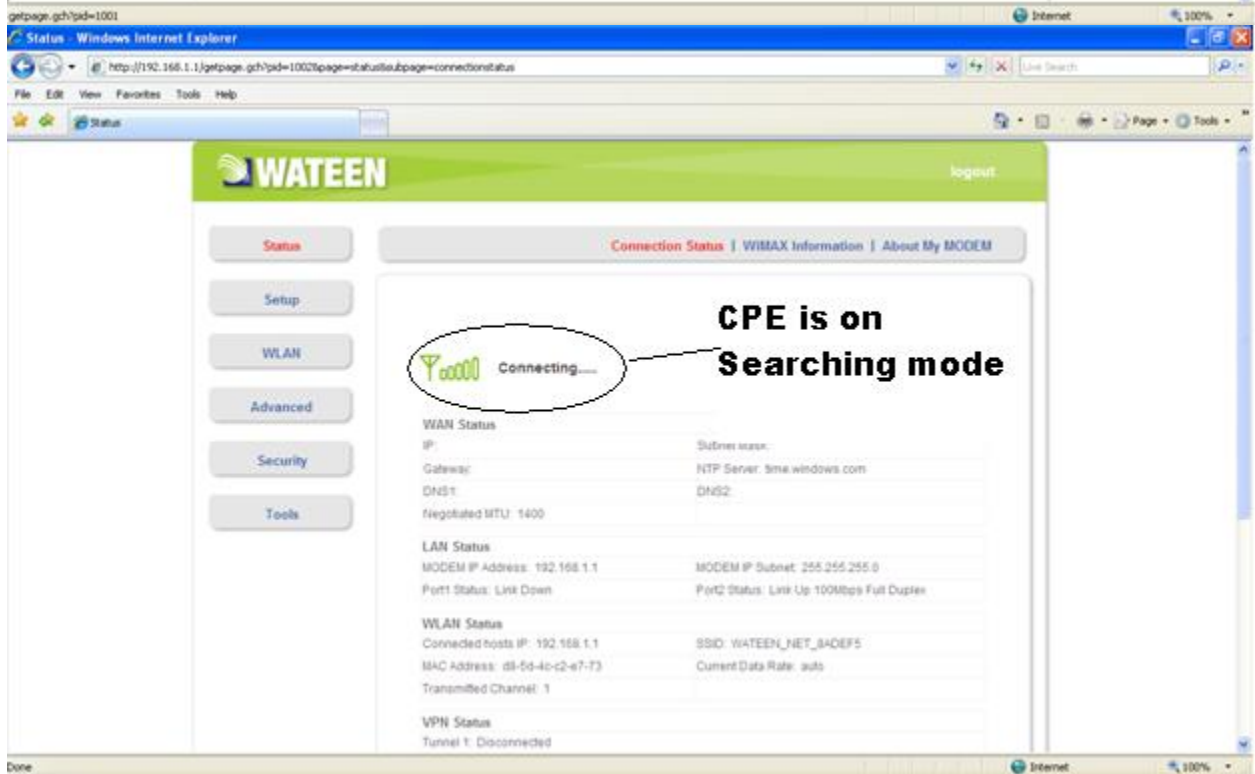 getpage.gch?pid=1001 Internet 100%
Status - Windows Internet Explorer
http://192.168.1.1/getpage.gch?pid=1002&page=status&subpage=connectionstatus Live Search
File Edit View Favorites Tools Help
Status Page Tools
WATEEN logout
Status Connection Status | WiMAX Information | About My MODEM
Setup
CPE is on
Searching mode
WLAN
Connecting.....
Advanced
WAN Status
IP: Subnet Mask:
Security
Gateway: NTP Server: time.windows.com
DNS1: DNS2:
Tools
Negotiated MTU: 1400
LAN Status
MODEM IP Address: 192.168.1.1 MODEM IP Subnet: 255.255.255.0
Port1 Status: Link Down Port2 Status: Link Up 100Mbps Full Duplex
WLAN Status
Connected hosts IP: 192.168.1.1 SSID: WATEEN_NET_8ADEF5
MAC Address: d8-5d-4c-c2-e7-73 Current Data Rate: auto
Transmitted Channel: 1
VPN Status
Tunnel 1: Disconnected
Done Internet 100%